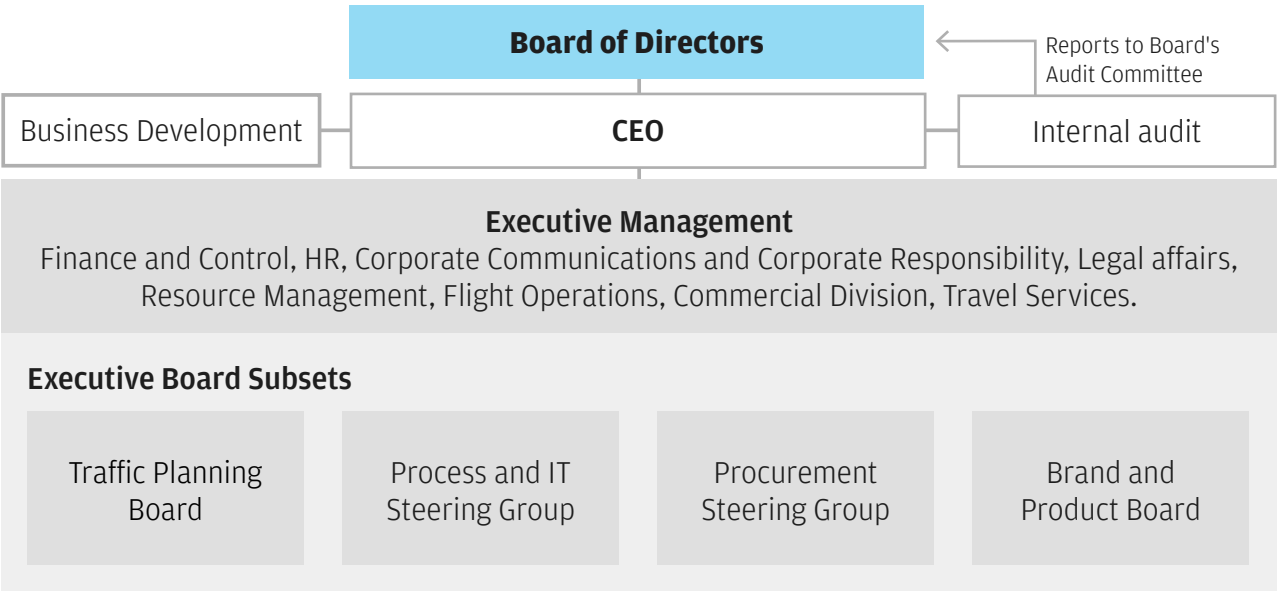 Board of Directors
Reports to Board's
Audit Committee
Business Development
CEO
Internal audit
Executive Management
Finance and Control, HR, Corporate Communications and Corporate Responsibility, Legal affairs,
Resource Management, Flight Operations, Commercial Division, Travel Services.
Executive Board Subsets
Traffic Planning
Board
Process and IT
Steering Group
Procurement
Steering Group
Brand and
Product Board